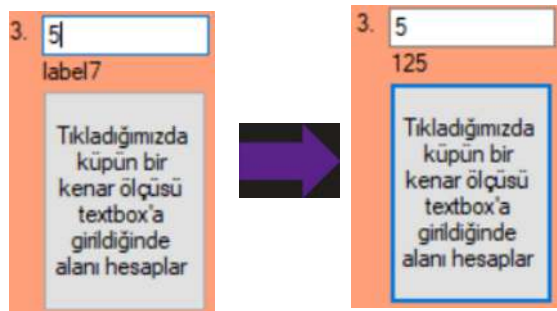 3. 5
label7
Tıkladığımızda
küpün bir
kenar ölçüsü
textbox'a
girildiğinde
alanı hesaplar
3. 5
125
Tıkladığımızda
küpün bir
kenar ölçüsü
textbox'a
girildiğinde
alanı hesaplar